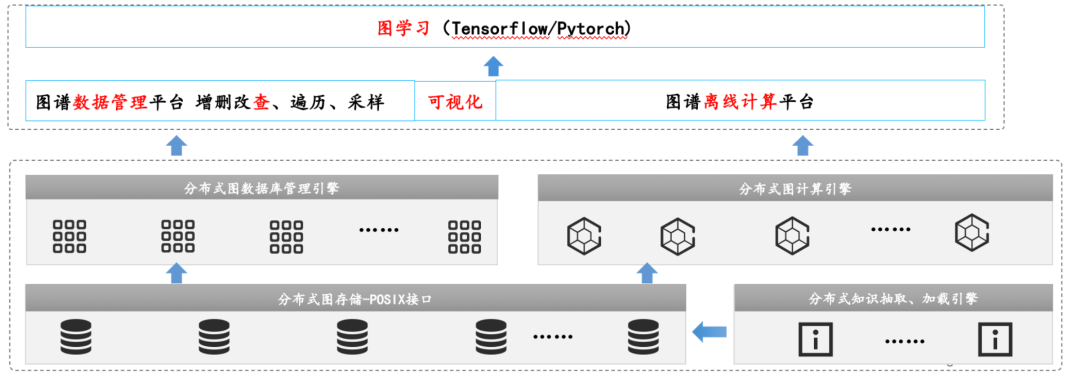 图学习（Tensorflow/Pytorch）
图谱数据管理平台 增删改查、遍历、采样
可视化
图谱离线计算平台
分布式图数据库管理引擎
分布式图计算引擎
······
······
分布式图存储-POSIX接口
分布式知识抽取、加载引擎
······
······